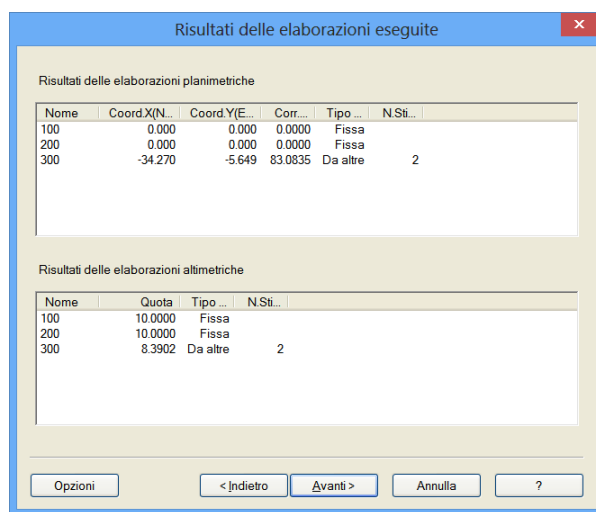 Risultati delle elaborazioni eseguite
×
Risultati delle elaborazioni planimetriche
Nome Coord.X(N... Coord.Y(E... Corr.... Tipo ... N.Sti...
100 0.000 0.000 0.0000 Fissa
200 0.000 0.000 0.0000 Fissa
300 -34.270 -5.649 83.0835 Da altre 2
Risultati delle elaborazioni altimetriche
Nome Quota Tipo ... N.Sti...
100 10.0000 Fissa
200 10.0000 Fissa
300 8.3902 Da altre 2
Opzioni < Indietro Avanti > Annulla ?